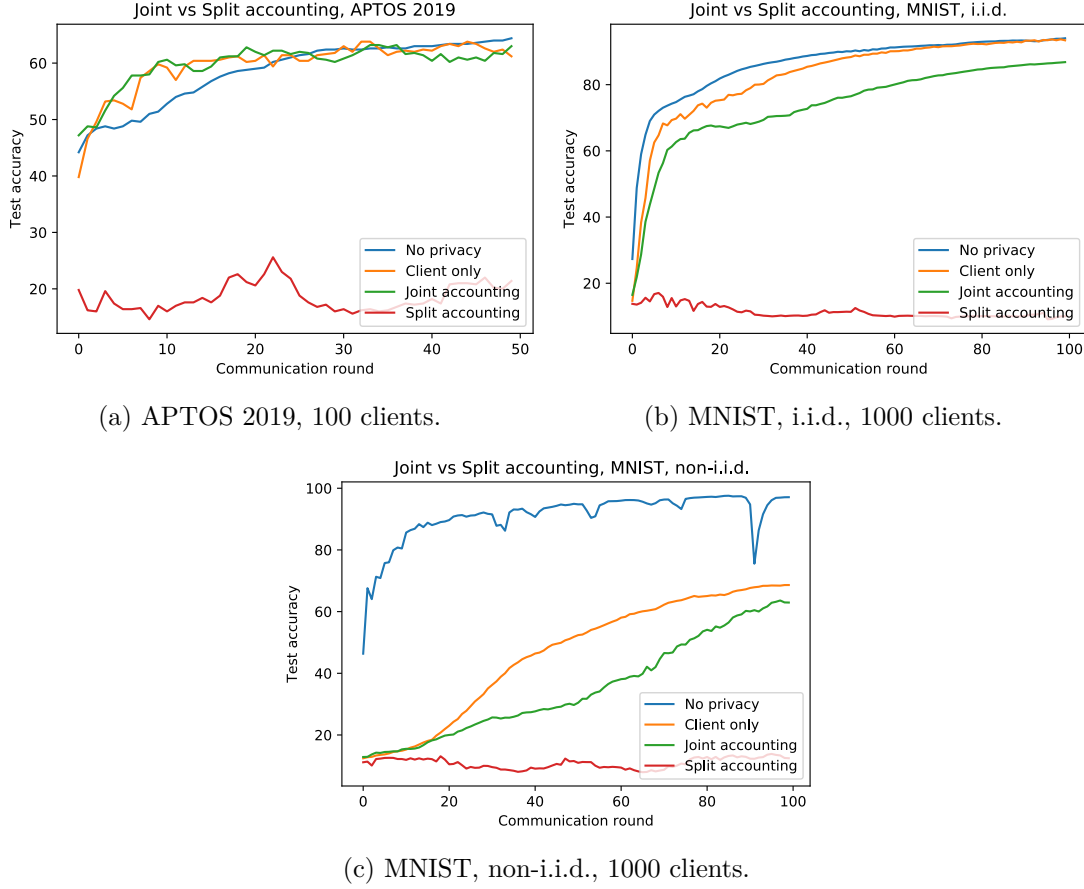 Joint vs Split accounting, APTOS 2019
Test accuracy
60
50
40
30
20
No privacy
Client only
Joint accounting
Split accounting
0 10 20 30 40 50
Communication round
(a) APTOS 2019, 100 clients.
Joint vs Split accounting, MNIST, i.i.d.
Test accuracy
80
60
40
20
No privacy
Client only
Joint accounting
Split accounting
0 20 40 60 80 100
Communication round
(b) MNIST, i.i.d., 1000 clients.
Joint vs Split accounting, MNIST, non-i.i.d.
Test accuracy
100
80
60
40
20
No privacy
Client only
Joint accounting
Split accounting
0 20 40 60 80 100
Communication round
(c) MNIST, non-i.i.d., 1000 clients.